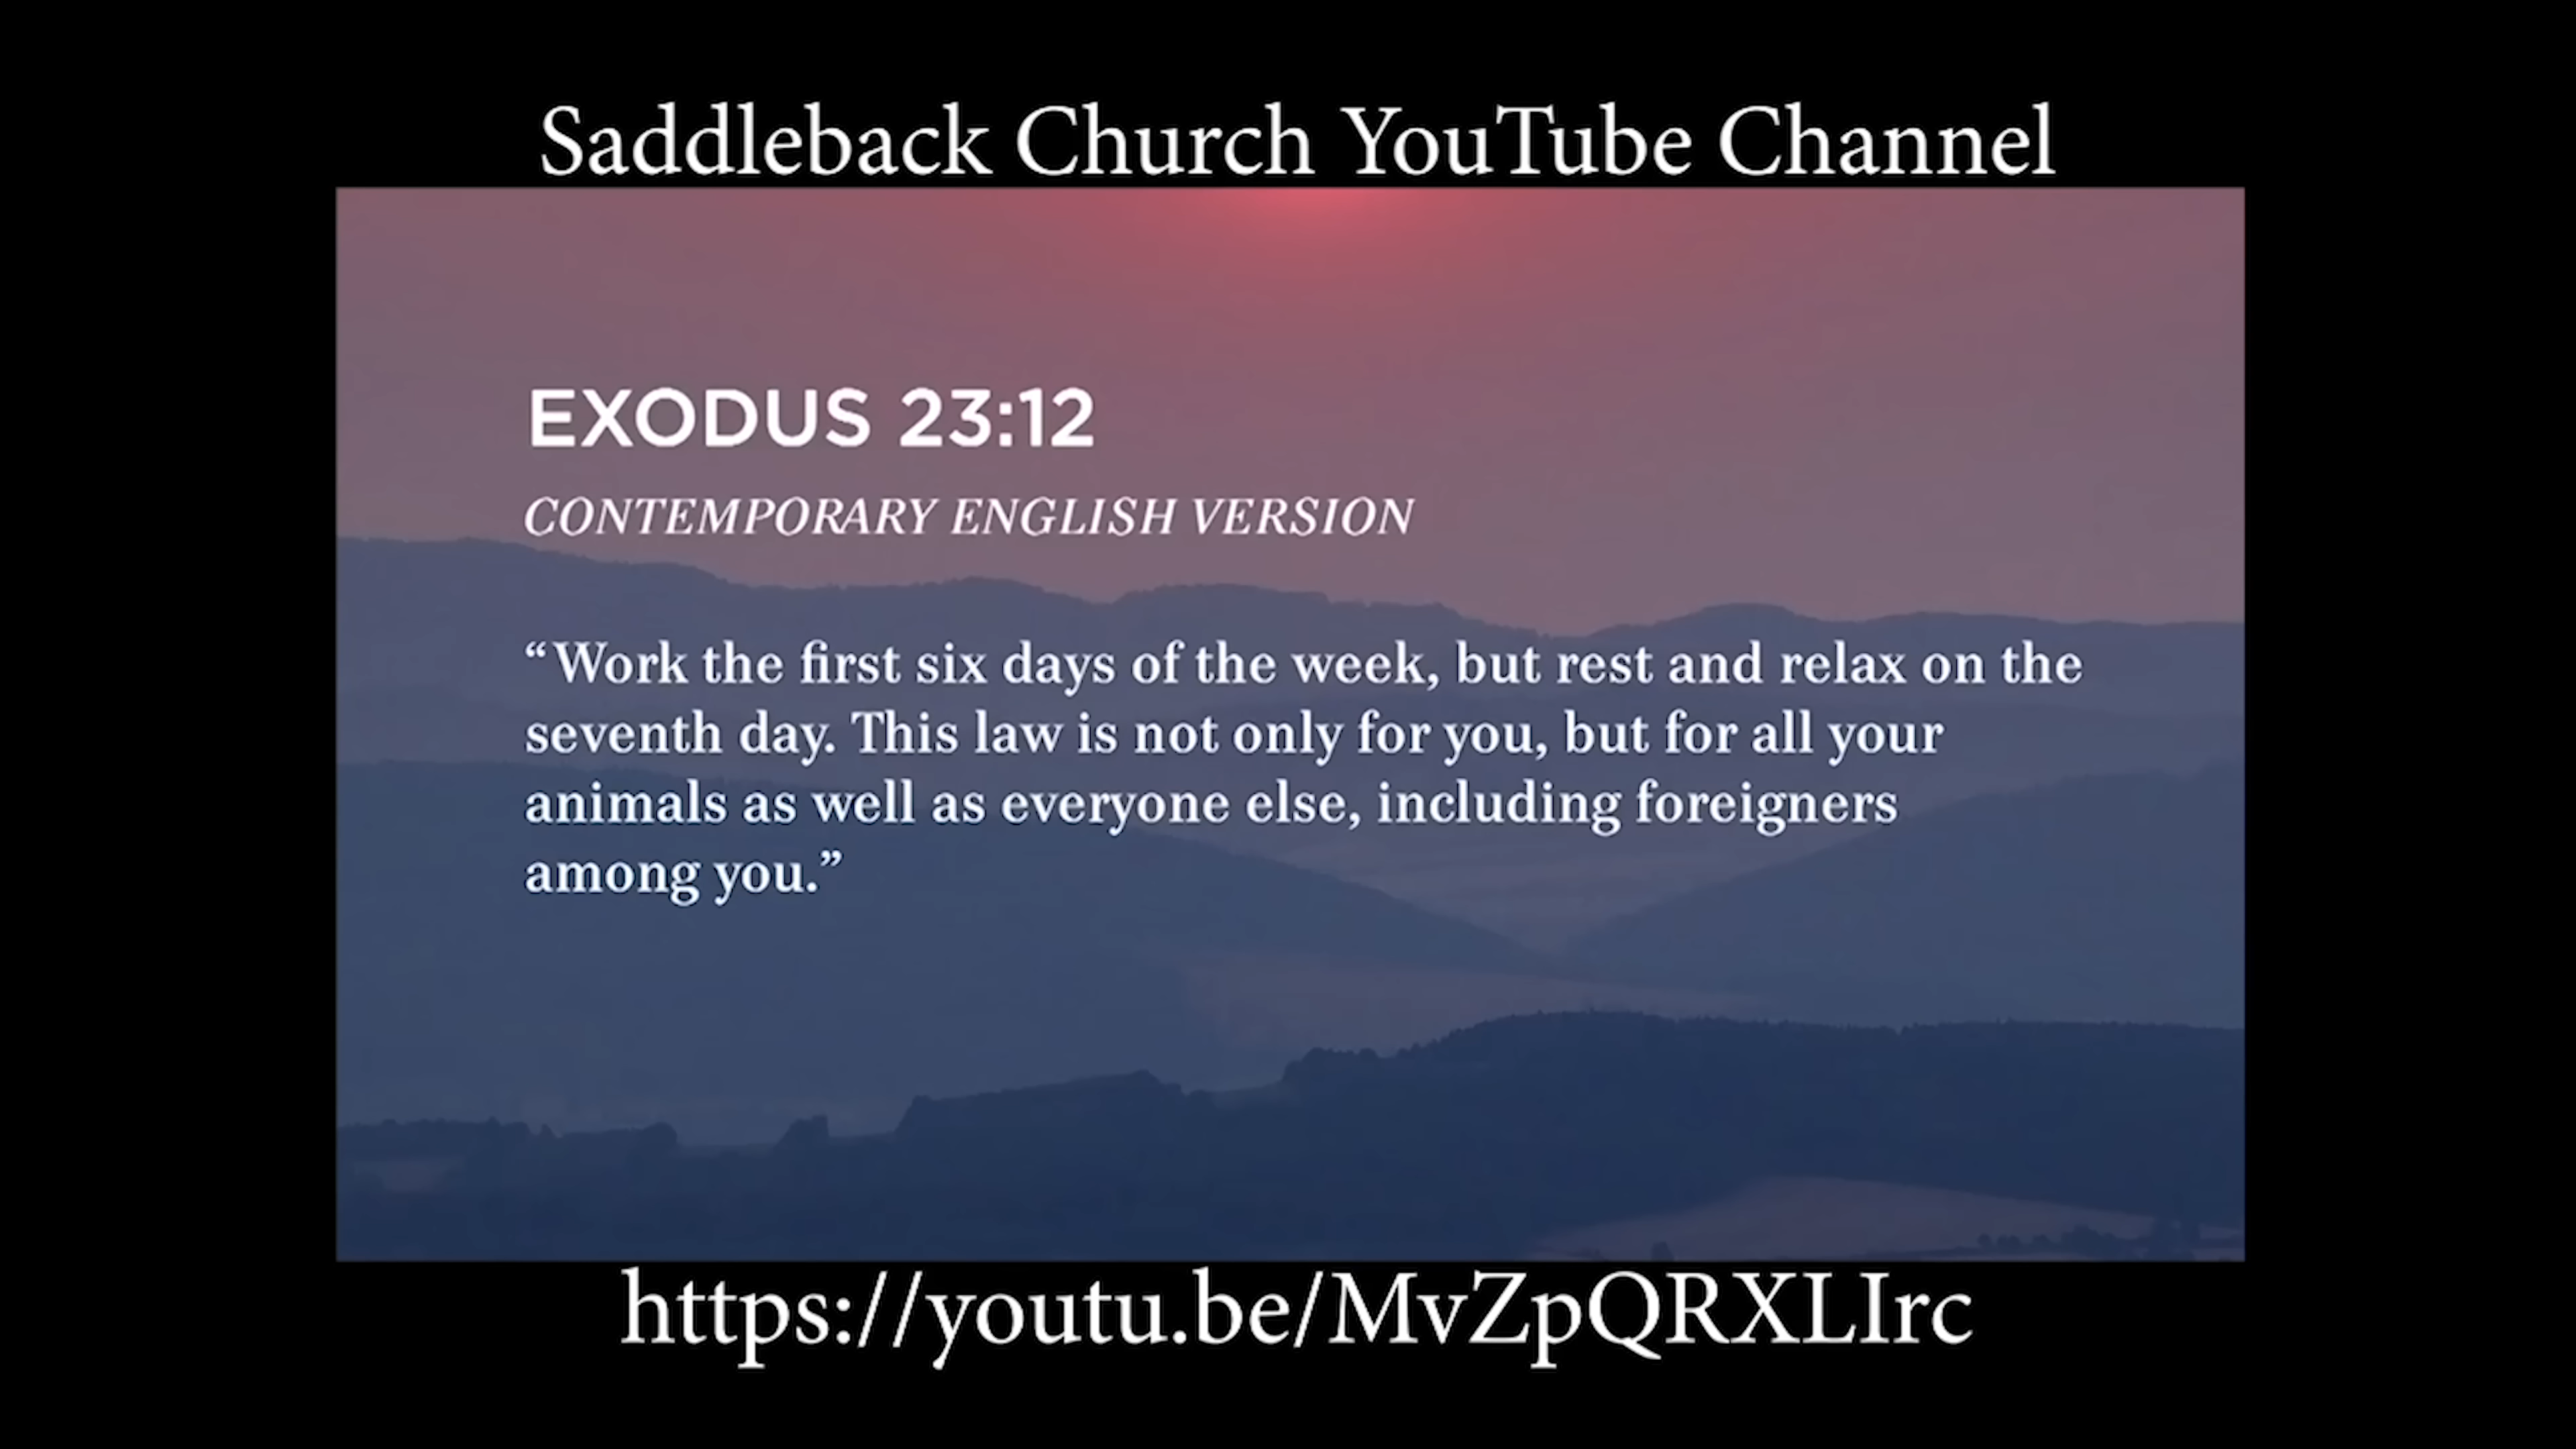 Saddleback Church YouTube Channel
EXODUS 23:12
CONTEMPORARY ENGLISH VERSION
“Work the first six days of the week, but rest and relax on the
seventh day. This law is not only for you, but for all your
animals as well as everyone else, including foreigners
among you.”
https://youtu.be/MvZpQRXLIrc